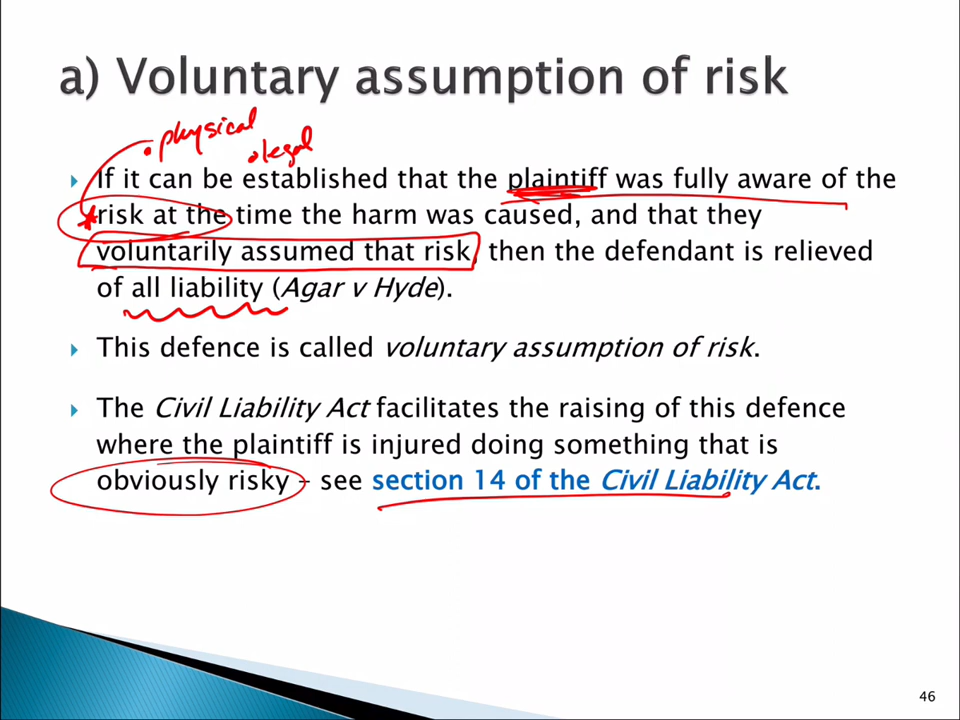 a) Voluntary assumption of risk
physical
legal
If it can be established that the plaintiff was fully aware of the
risk at the time the harm was caused, and that they
voluntarily assumed that risk, then the defendant is relieved
of all liability (Agar v Hyde).
This defence is called voluntary assumption of risk.
The Civil Liability Act facilitates the raising of this defence
where the plaintiff is injured doing something that is
obviously risky – see section 14 of the Civil Liability Act.
46